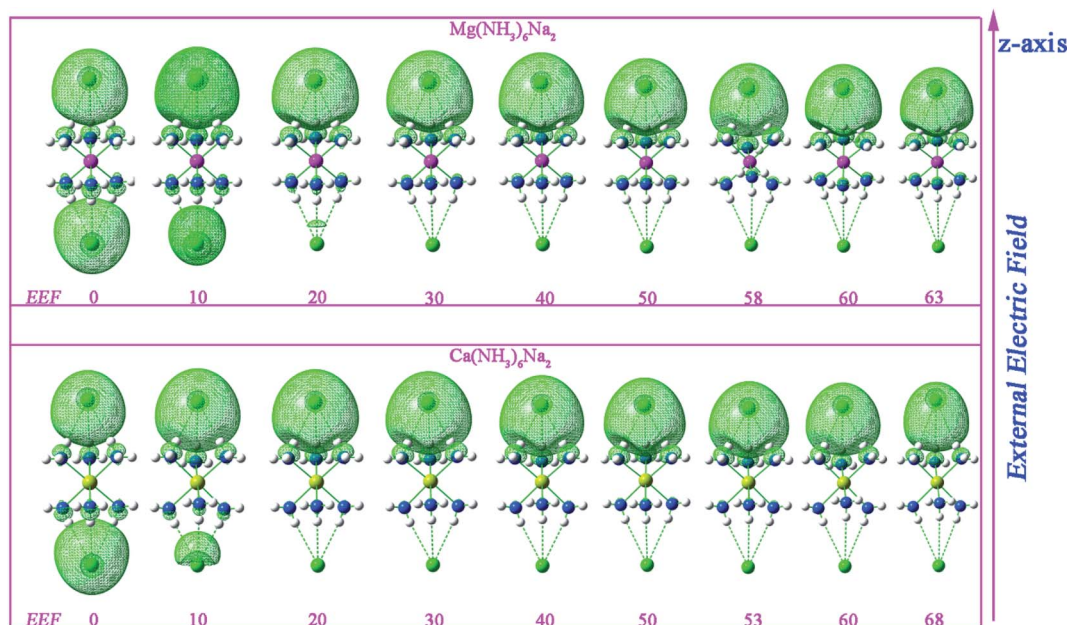 Mg(NH₃)₆Na₂
z-axis
EEF 0 10 20 30 40 50 58 60 63
Ca(NH₃)₆Na₂
EEF 0 10 20 30 40 50 53 60 68
External Electric Field